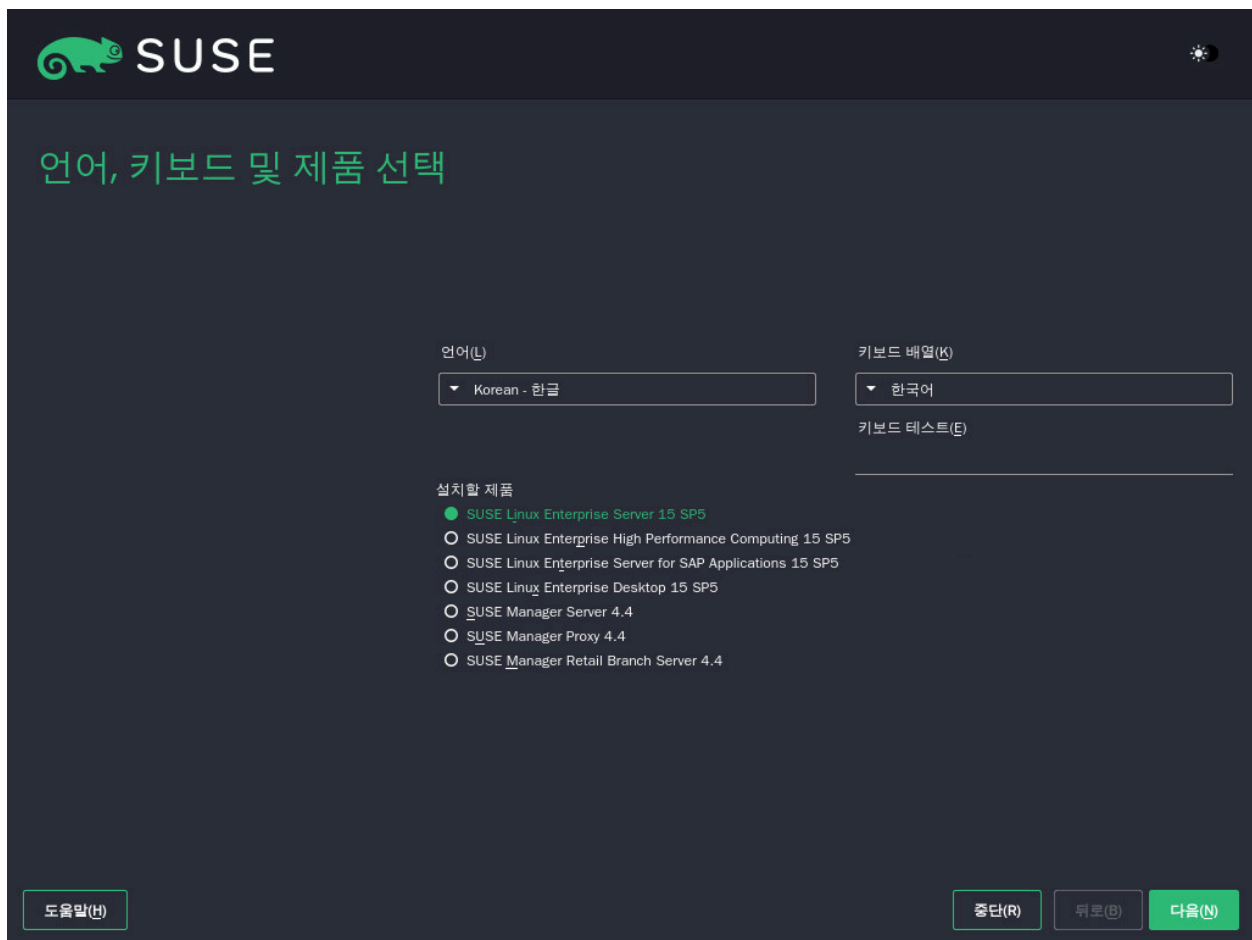 SUSE
언어, 키보드 및 제품 선택
언어(L)
키보드 배열(K)
Korean - 한글
한국어
키보드 테스트(E)
설치할 제품
SUSE Linux Enterprise Server 15 SP5
SUSE Linux Enterprise High Performance Computing 15 SP5
SUSE Linux Enterprise Server for SAP Applications 15 SP5
SUSE Linux Enterprise Desktop 15 SP5
SUSE Manager Server 4.4
SUSE Manager Proxy 4.4
SUSE Manager Retail Branch Server 4.4
도움말(H)
중단(R)
뒤로(B)
다음(N)